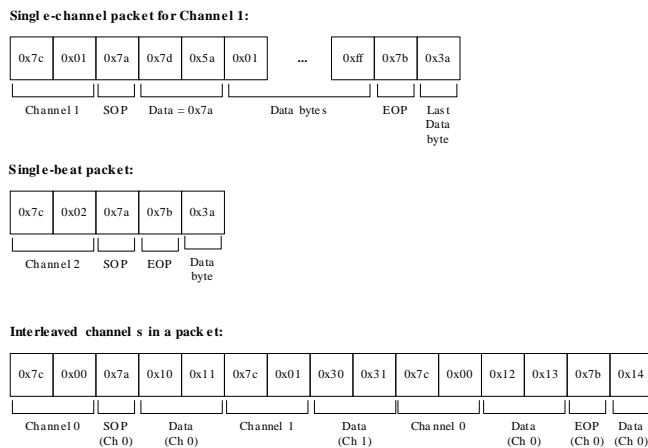 Single-channel packet for Channel 1:
0x7c 0x01 0x7a 0x7d 0x5a 0x01 ... 0xff 0x7b 0x3a
Channel 1 SOP Data = 0x7a Data bytes EOP Last
Data
byte
Single-beat packet:
0x7c 0x02 0x7a 0x7b 0x3a
Channel 2 SOP EOP Data
byte
Interleaved channels in a packet:
0x7c 0x00 0x7a 0x10 0x11 0x7c 0x01 0x30 0x31 0x7c 0x00 0x12 0x13 0x7b 0x14
Channel 0 SOP Data Channel 1 Data Channel 0 Data EOP Data
(Ch 0) (Ch 0) (Ch 1) (Ch 0) (Ch 0) (Ch 0)